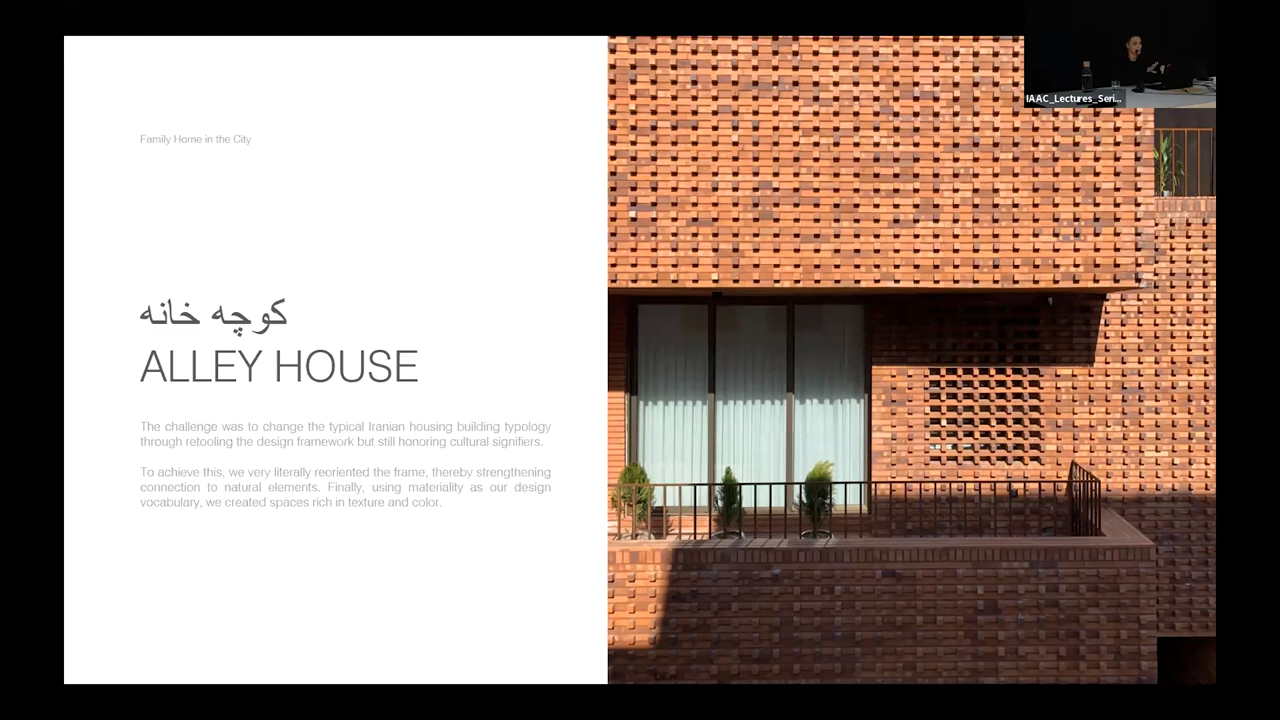 Family Home in the City
کوچه خانه
ALLEY HOUSE
The challenge was to change the typical Iranian housing building typology
through retooling the design framework but still honoring cultural signifiers.
To achieve this, we very literally reoriented the frame, thereby strengthening
connection to natural elements. Finally, using materiality as our design
vocabulary, we created spaces rich in texture and color.
IAAC_Lectures_Seri...